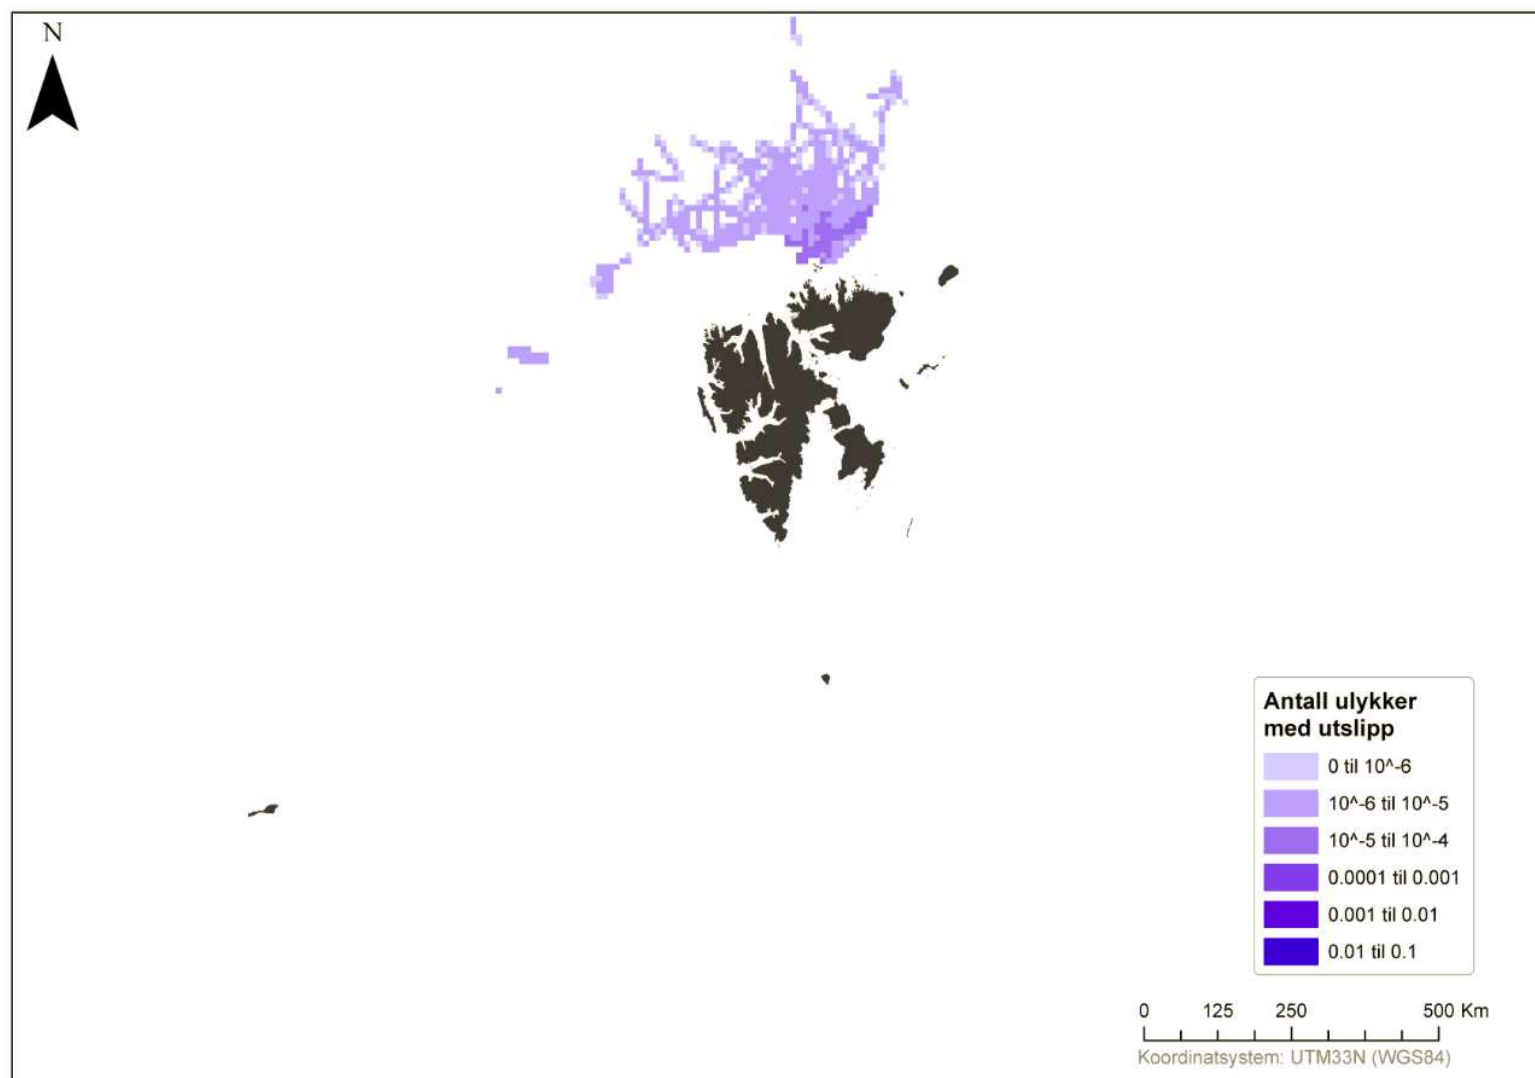 N
Antall ulykker
med utslipp
0 til 10^-6
10^-6 til 10^-5
10^-5 til 10^-4
0.0001 til 0.001
0.001 til 0.01
0.01 til 0.1
0 125 250 500 Km
Koordinatsystem: UTM33N (WGS84)